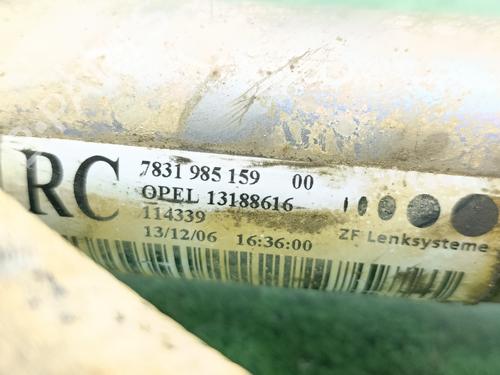 RC
7831 985 159 00
OPEL 13188616
114339
13/12/06 16:36:00
ZF Lenksysteme